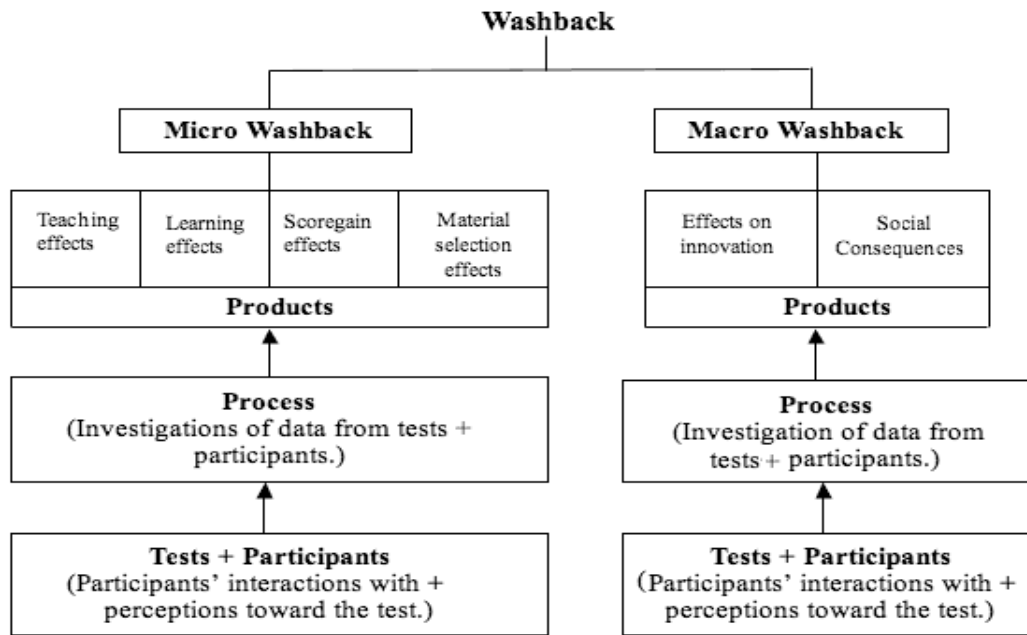 Washback
Micro Washback
Macro Washback
Teaching
effects
Learning
effects
Scoregain
effects
Material
selection
effects
Effects on
innovation
Social
Consequences
Products
Products
Process
(Investigations of data from tests +
participants.)
Process
(Investigation of data from
tests + participants.)
Tests + Participants
(Participants’ interactions with +
perceptions toward the test.)
Tests + Participants
(Participants’ interactions with +
perceptions toward the test.)